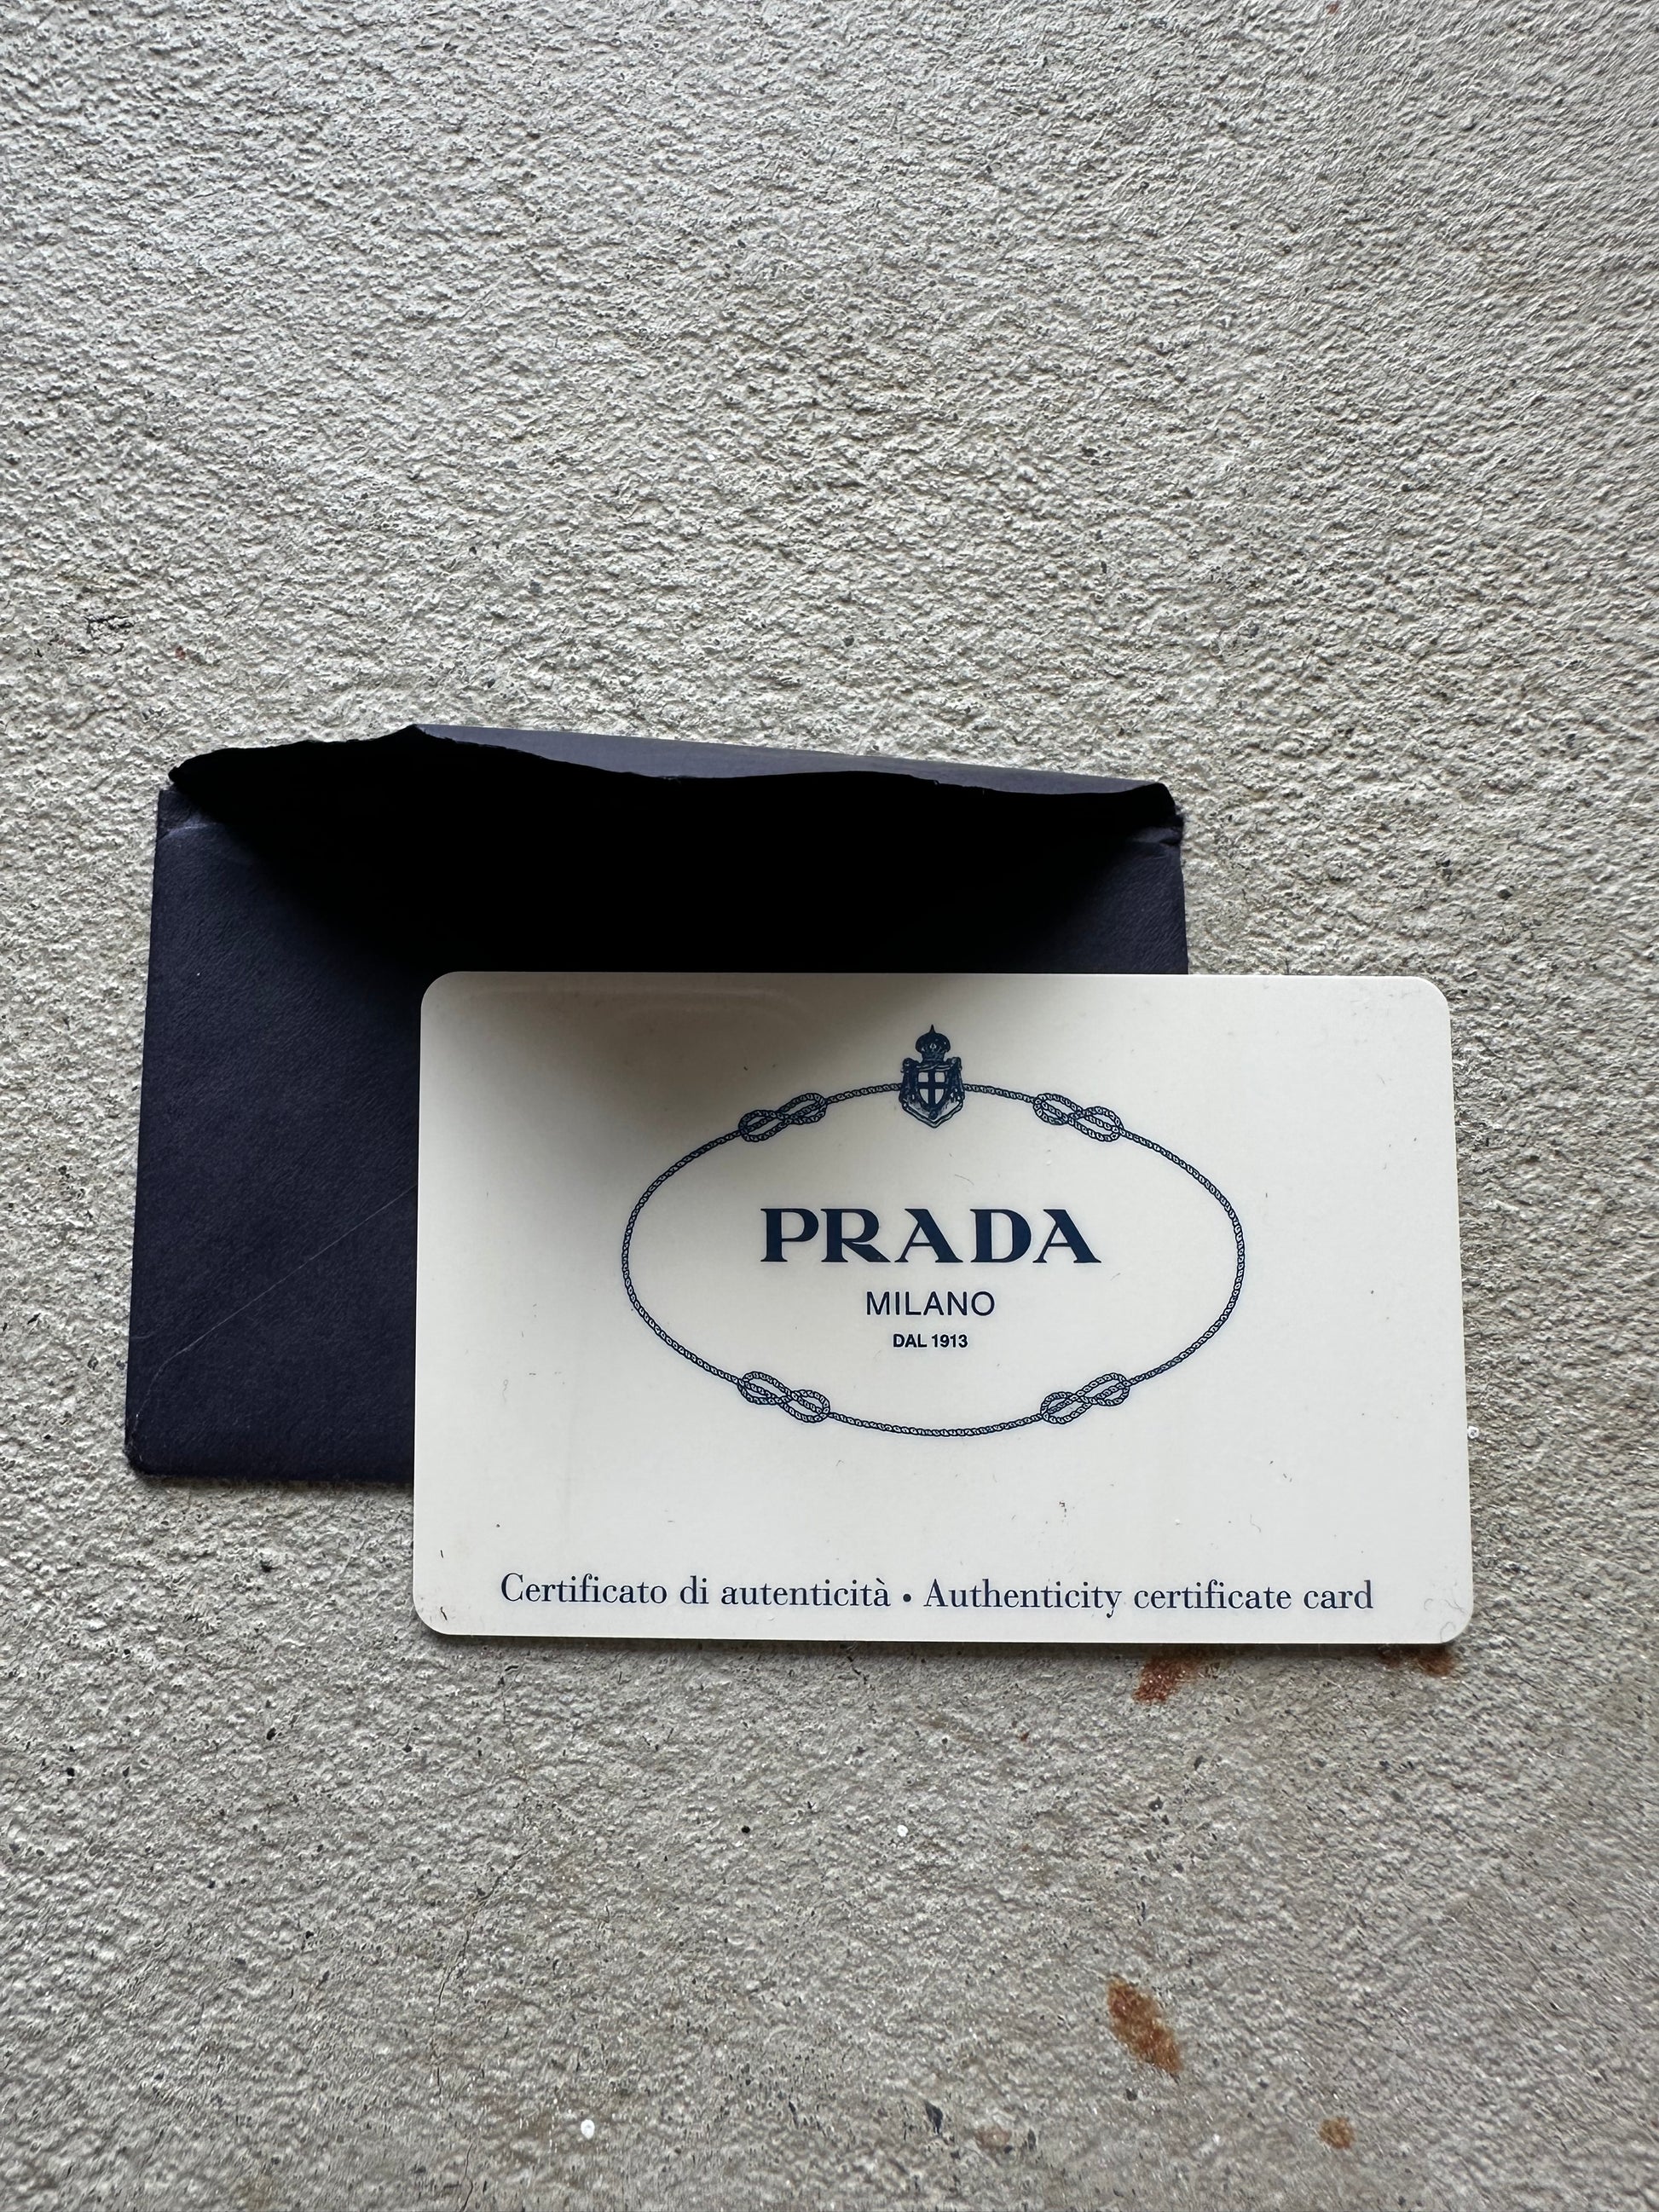 PRADA
MILANO
DAL 1913
Certificato di autenticità • Authenticity certificate card